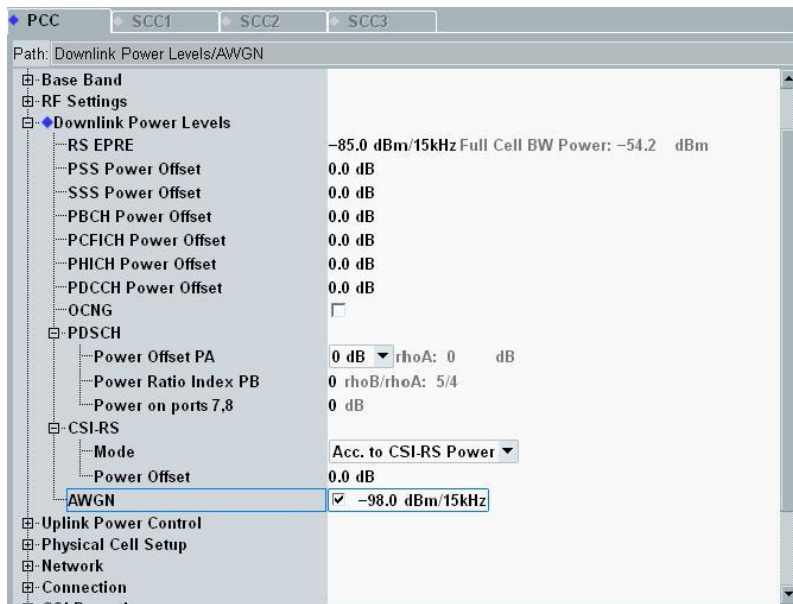 PCC SCC1 SCC2 SCC3
Path: Downlink Power Levels/AWGN
Base Band
RF Settings
Downlink Power Levels
RS EPRE −85.0 dBm/15kHz Full Cell BW Power: −54.2 dBm
PSS Power Offset 0.0 dB
SSS Power Offset 0.0 dB
PBCH Power Offset 0.0 dB
PCFICH Power Offset 0.0 dB
PHICH Power Offset 0.0 dB
PDCCH Power Offset 0.0 dB
OCNG
PDSCH
Power Offset PA 0 dB rhoA: 0 dB
Power Ratio Index PB 0 rhoB/rhoA: 5/4
Power on ports 7,8 0 dB
CSI-RS
Mode Acc. to CSI-RS Power
Power Offset 0.0 dB
AWGN −98.0 dBm/15kHz
Uplink Power Control
Physical Cell Setup
Network
Connection